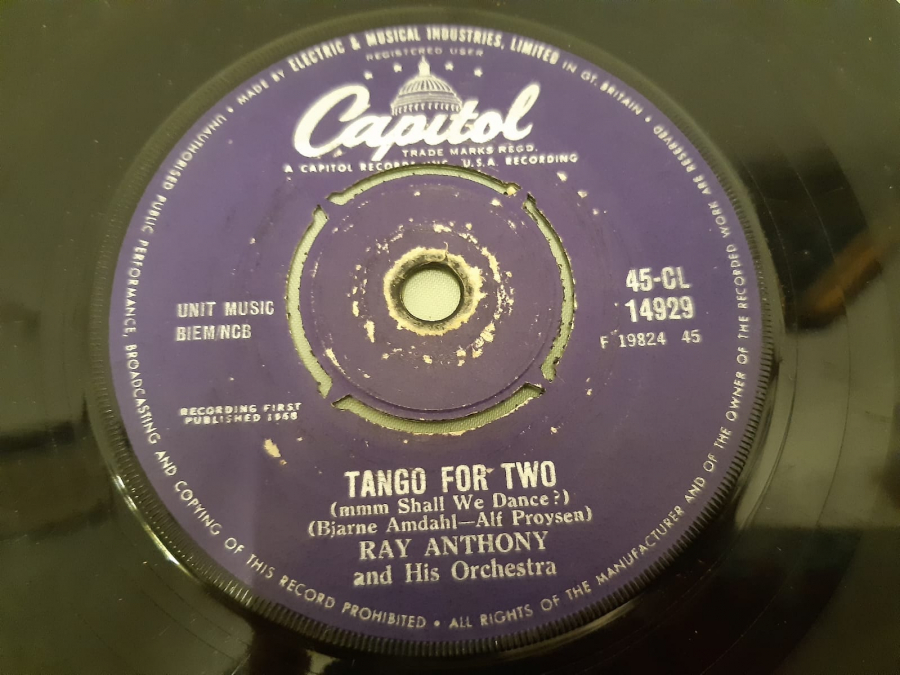 MADE BY ELECTRIC & MUSICAL INDUSTRIES, LIMITED IN GT. BRITAIN •
REGISTERED USER
Capitol
TRADE MARKS REGD.
A CAPITOL RECORDS INC. U.S.A. RECORDING
45-CL
14929
F 19824 45
UNIT MUSIC
BIEM/NCB
RECORDING FIRST
PUBLISHED 1958
TANGO FOR TWO
(mmm Shall We Dance?)
(Bjarne Amdahl—Alf Proysen)
RAY ANTHONY
and His Orchestra
ALL RIGHTS OF THE MANUFACTURER AND OF THE OWNER OF THE RECORDED WORK ARE RESERVED •
UNAUTHORISED PUBLIC PERFORMANCE, BROADCASTING AND COPYING OF THIS RECORD PROHIBITED •